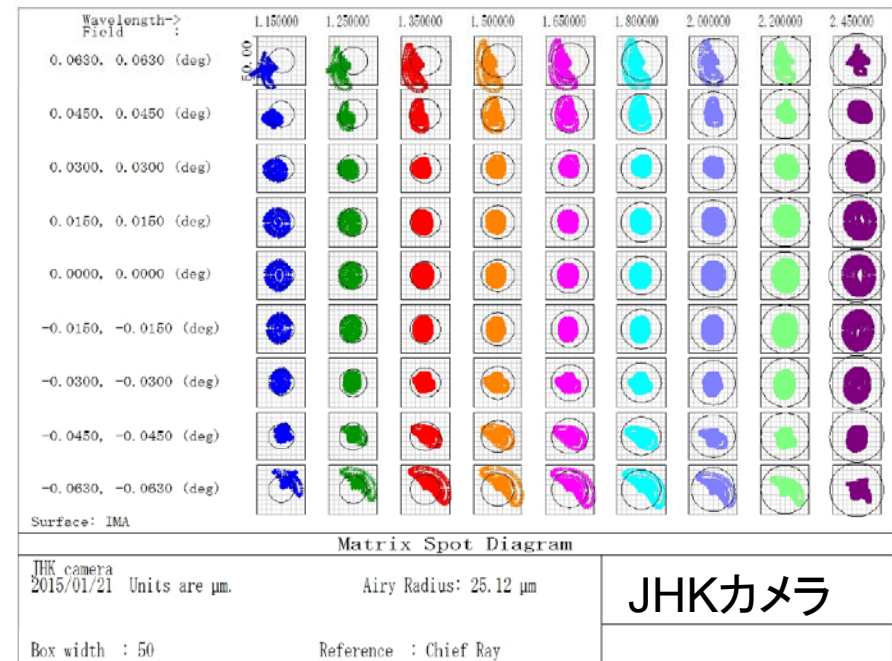 Wavelength-> 1.150000 1.250000 1.350000 1.500000 1.650000 1.800000 2.000000 2.200000 2.450000
Field :
50.00
0.0630, 0.0630 (deg)
0.0450, 0.0450 (deg)
0.0300, 0.0300 (deg)
0.0150, 0.0150 (deg)
0.0000, 0.0000 (deg)
-0.0150, -0.0150 (deg)
-0.0300, -0.0300 (deg)
-0.0450, -0.0450 (deg)
-0.0630, -0.0630 (deg)
Surface: IMA
Matrix Spot Diagram
JHK camera
2015/01/21 Units are µm. Airy Radius: 25.12 µm
JHKカメラ
Box width : 50 Reference : Chief Ray